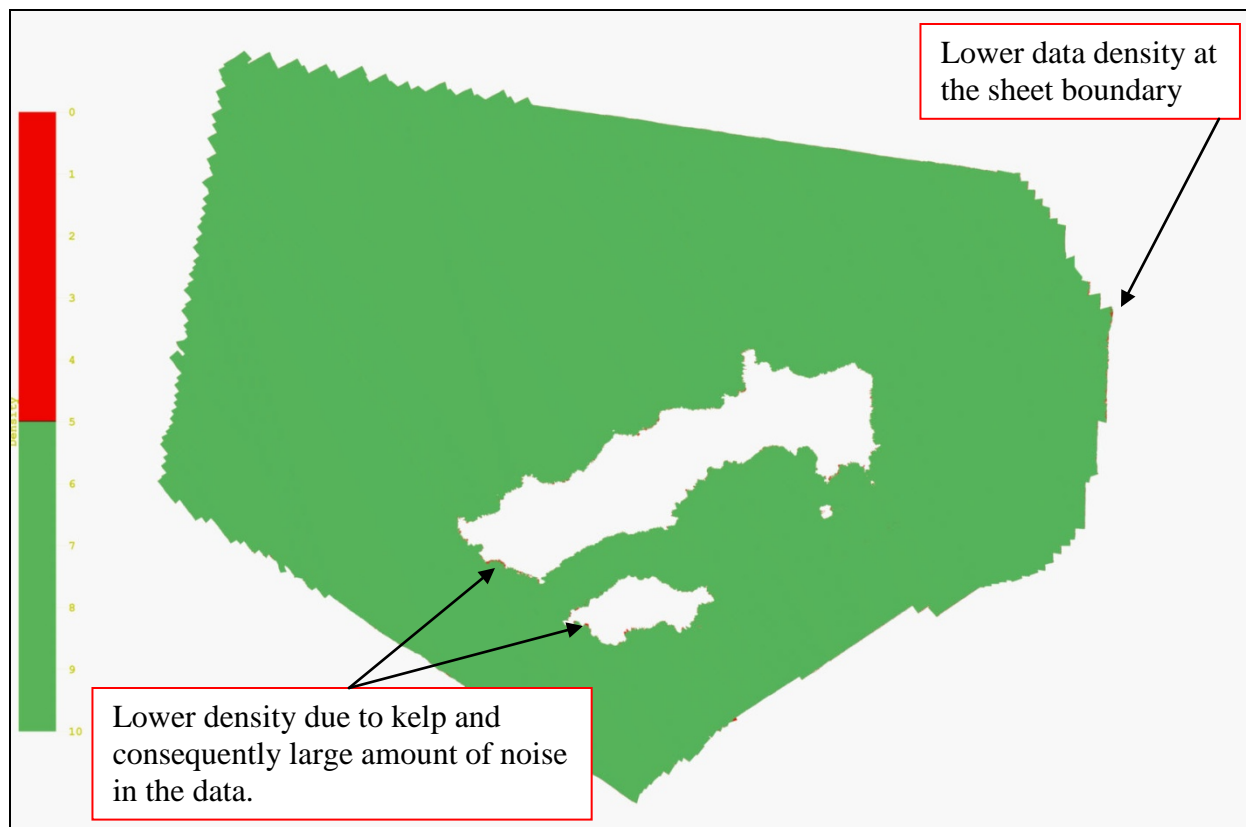 Lower data density at
the sheet boundary
0
1
2
3
4
5
6
7
8
9
10
Density
Lower density due to kelp and
consequently large amount of noise
in the data.